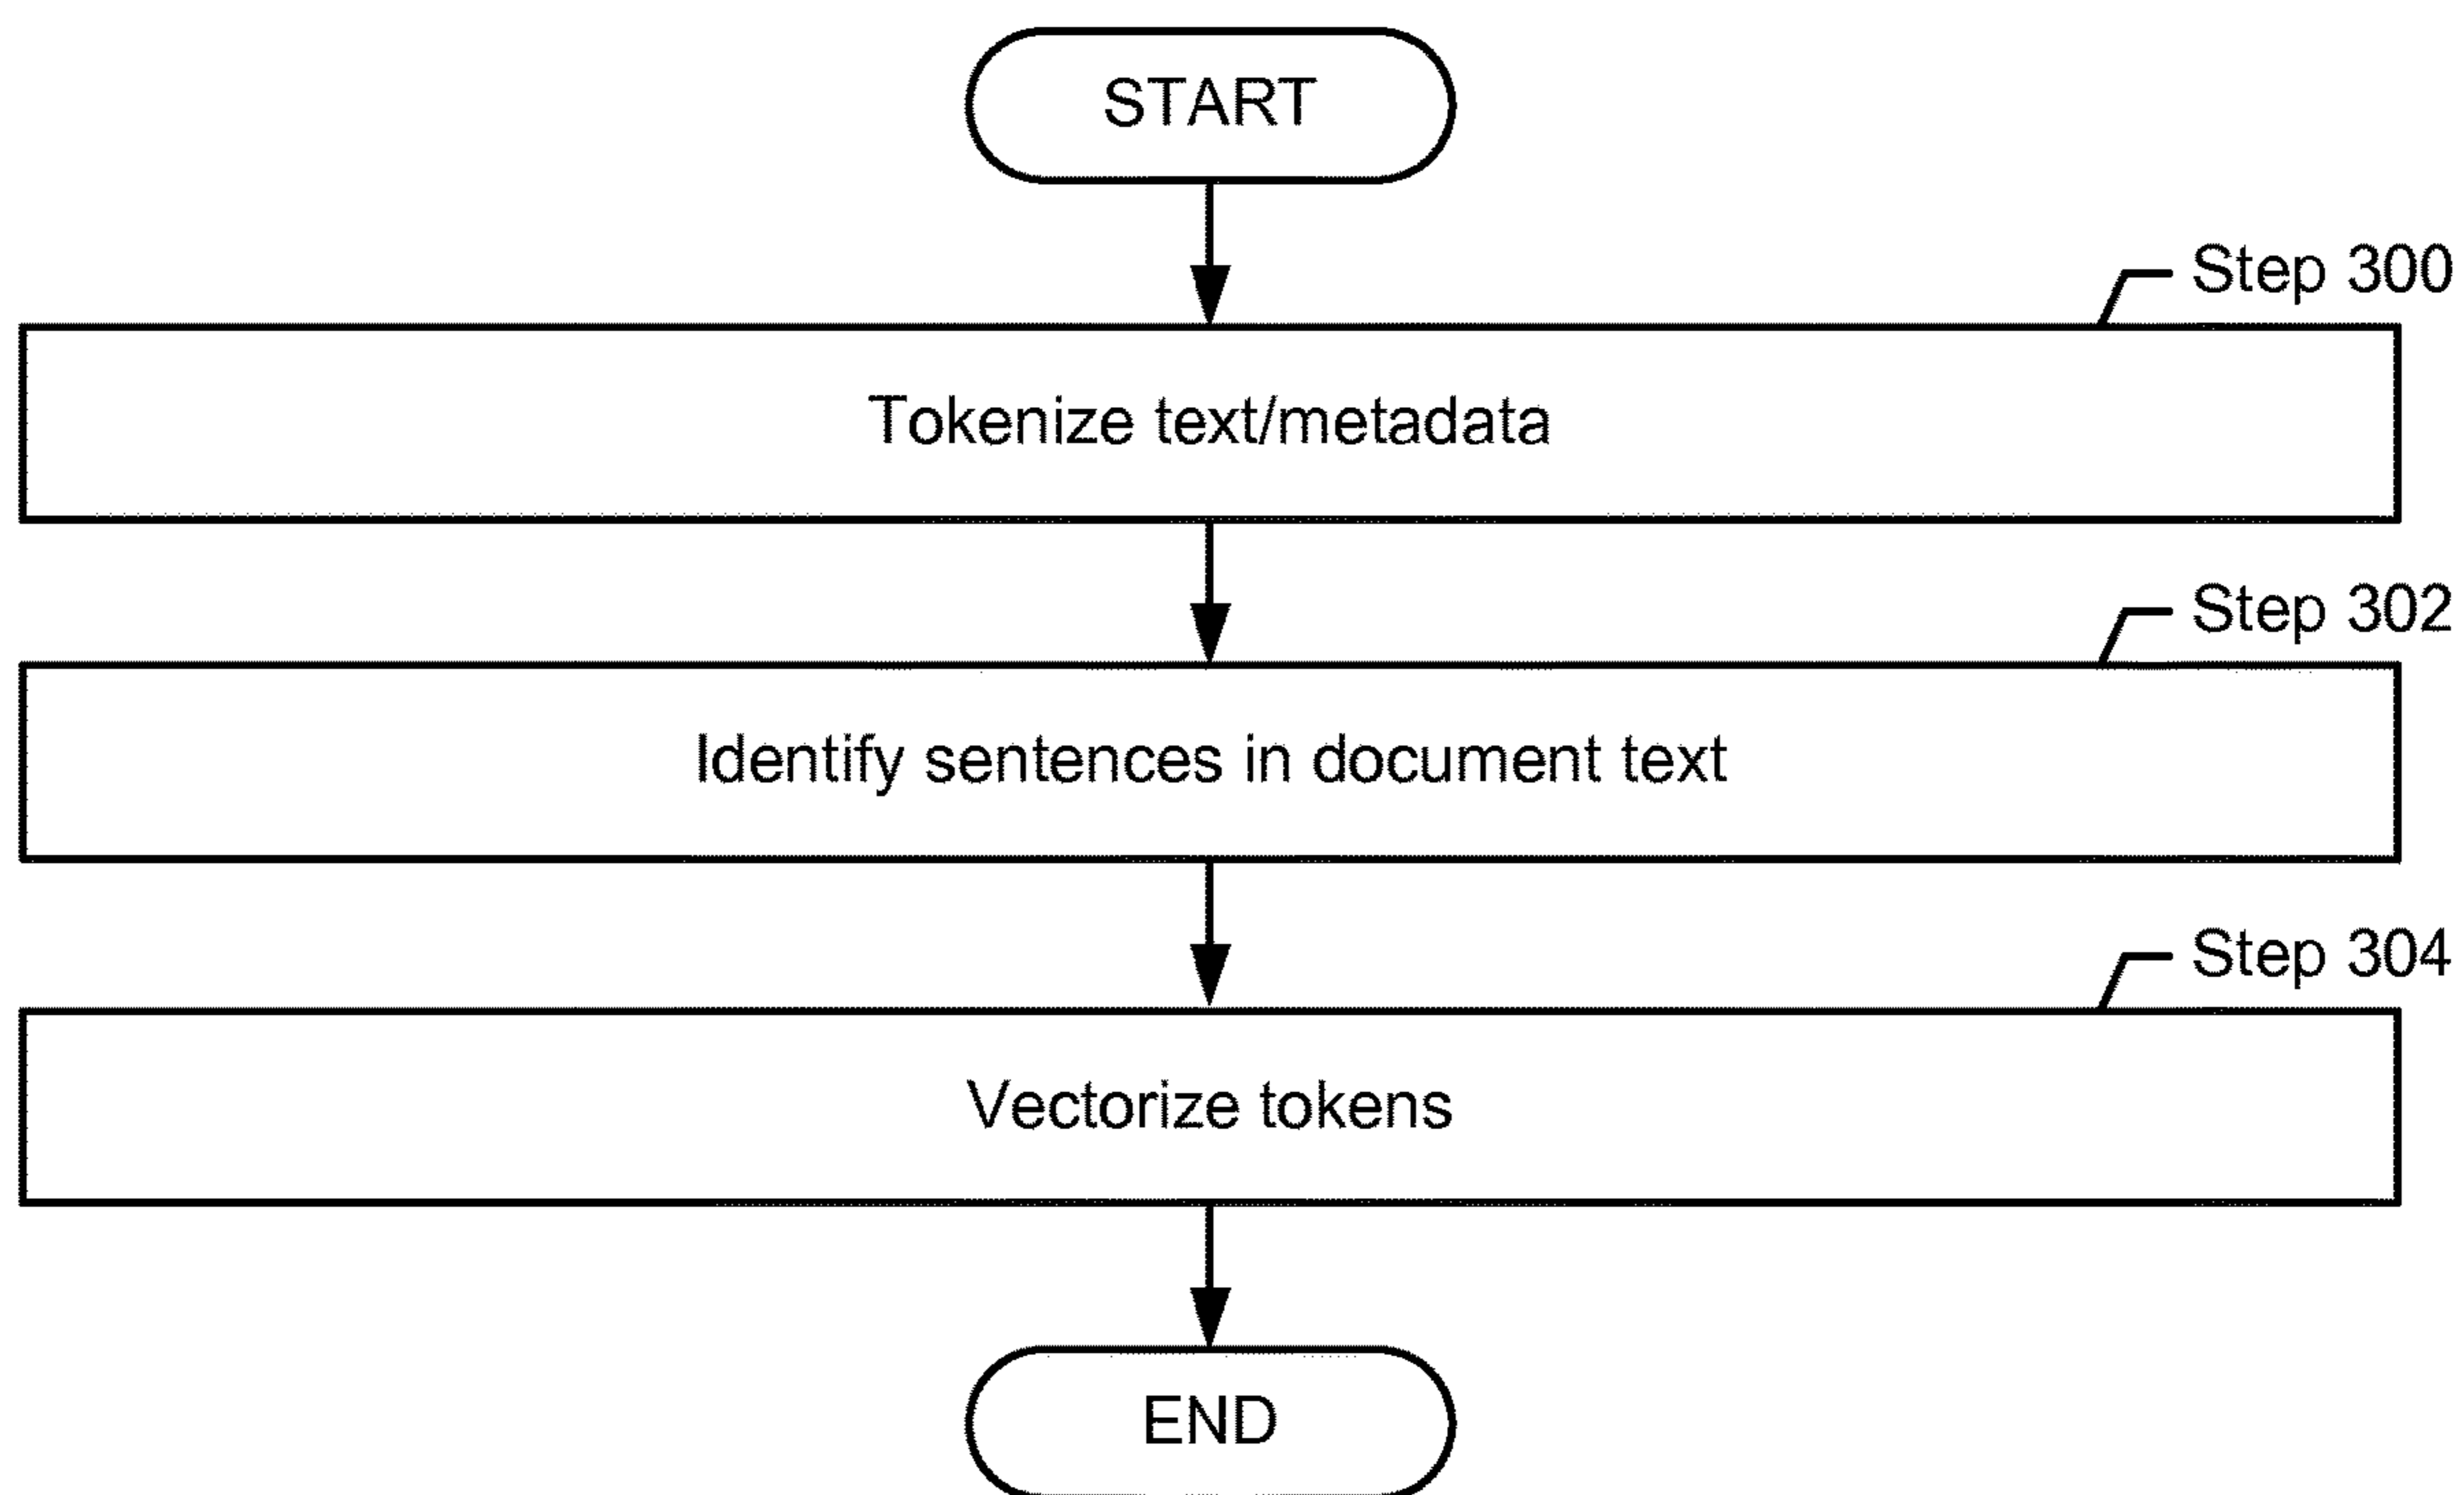 START
Step 300
Tokenize text/metadata
Step 302
Identify sentences in document text
Step 304
Vectorize tokens
END